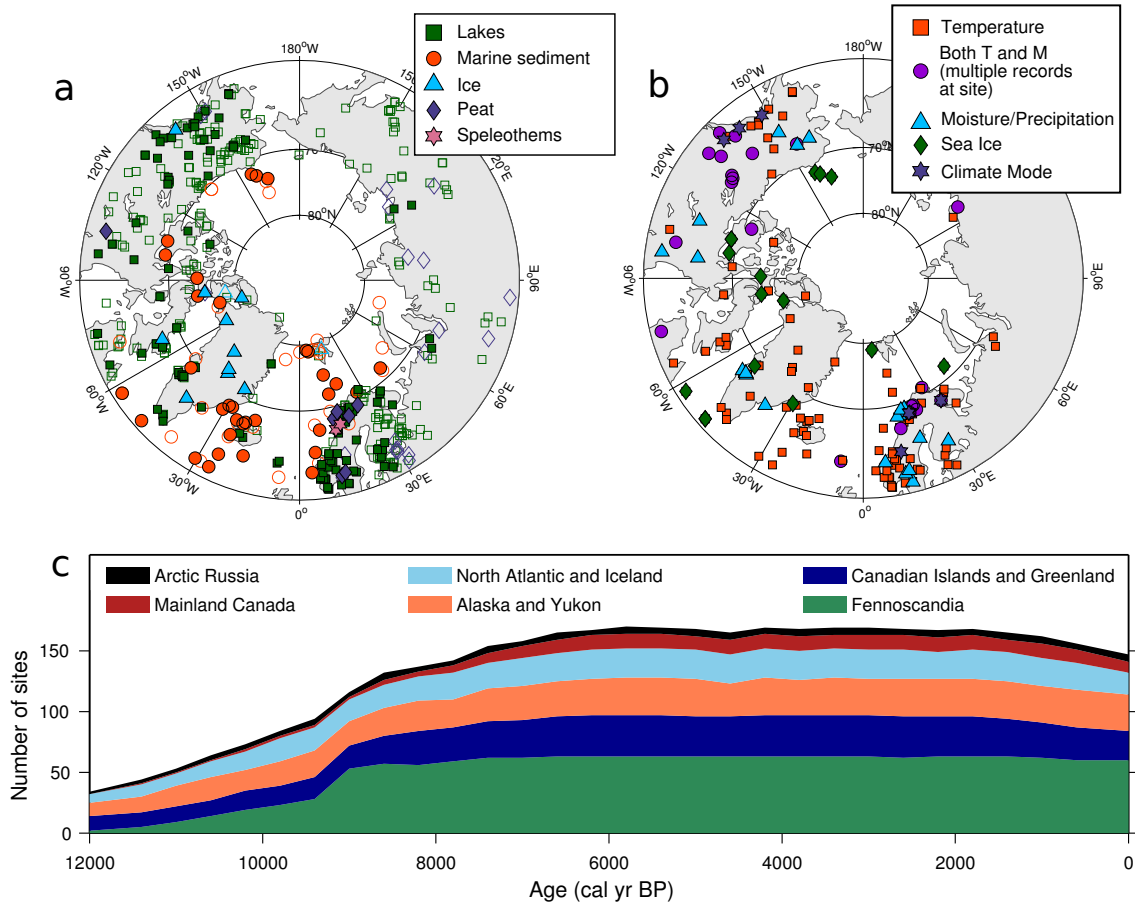 a
Lakes
Marine sediment
Ice
Peat
Speleothems
180°W
150°W
120°W
90°W
60°W
30°W
0°
30°E
60°E
90°E
20°E
15
70°N
80°N
b
Temperature
Both T and M
(multiple records
at site)
Moisture/Precipitation
Sea Ice
Climate Mode
180°W
150°W
120°W
90°W
60°W
30°W
0°
30°E
60°E
90°E
70°N
80°N
c
Arctic Russia
North Atlantic and Iceland
Canadian Islands and Greenland
Mainland Canada
Alaska and Yukon
Fennoscandia
Number of sites
150
100
50
0
12000
10000
8000
6000
4000
2000
0
Age (cal yr BP)